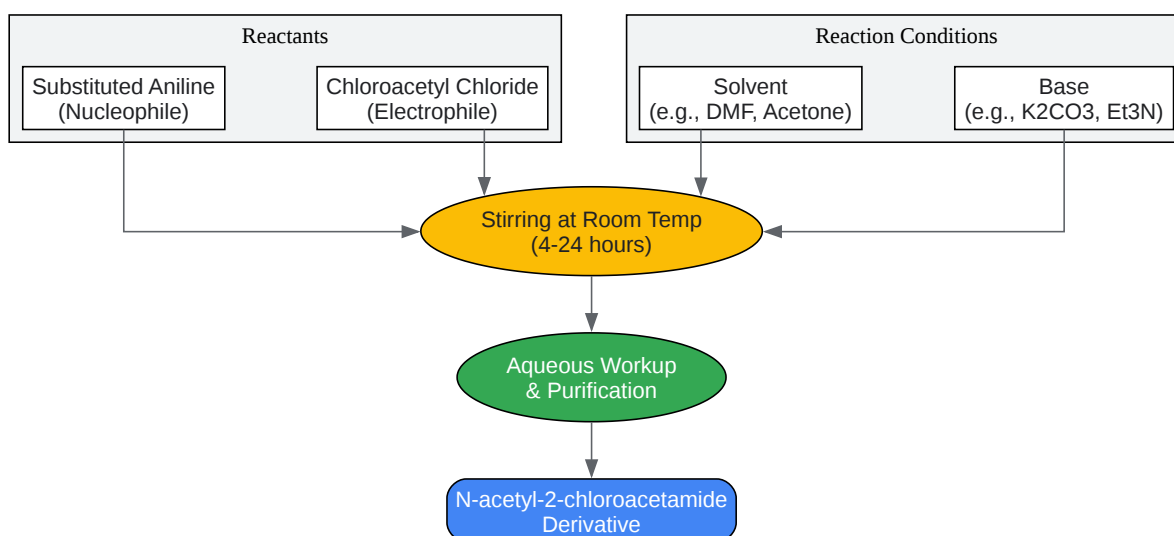 Reactants
Reaction Conditions
Substituted Aniline
(Nucleophile)
Chloroacetyl Chloride
(Electrophile)
Solvent
(e.g., DMF, Acetone)
Base
(e.g., K2CO3, Et3N)
Stirring at Room Temp
(4-24 hours)
Aqueous Workup
& Purification
N-acetyl-2-chloroacetamide
Derivative